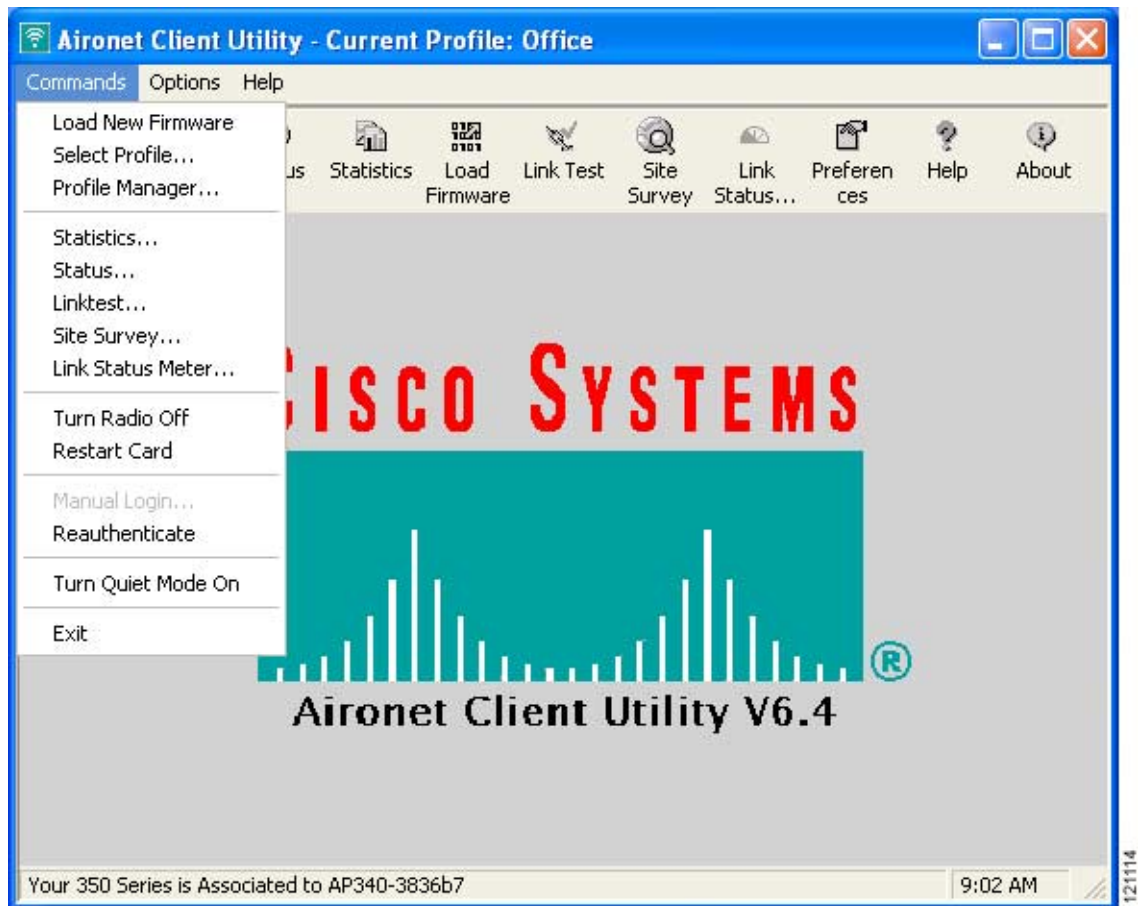 Aironet Client Utility - Current Profile: Office
Commands Options Help
Load New Firmware
Select Profile...
Profile Manager...
Statistics...
Status...
Linktest...
Site Survey...
Link Status Meter...
Turn Radio Off
Restart Card
Manual Login...
Reauthenticate
Turn Quiet Mode On
Exit
us
Statistics
Load
Firmware
Link Test
Site
Survey
Link
Status...
Preferen
ces
Help
About
CISCO SYSTEMS
®
Aironet Client Utility V6.4
Your 350 Series is Associated to AP340-3836b7
9:02 AM
121114